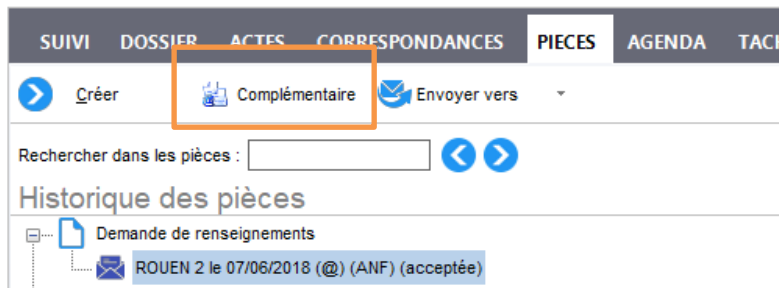 SUIVI DOSSIER ACTES CORRESPONDANCES PIECES AGENDA TACH
Créer Complémentaire Envoyer vers
Rechercher dans les pièces :
Historique des pièces
Demande de renseignements
ROUEN 2 le 07/06/2018 (@) (ANF) (acceptée)